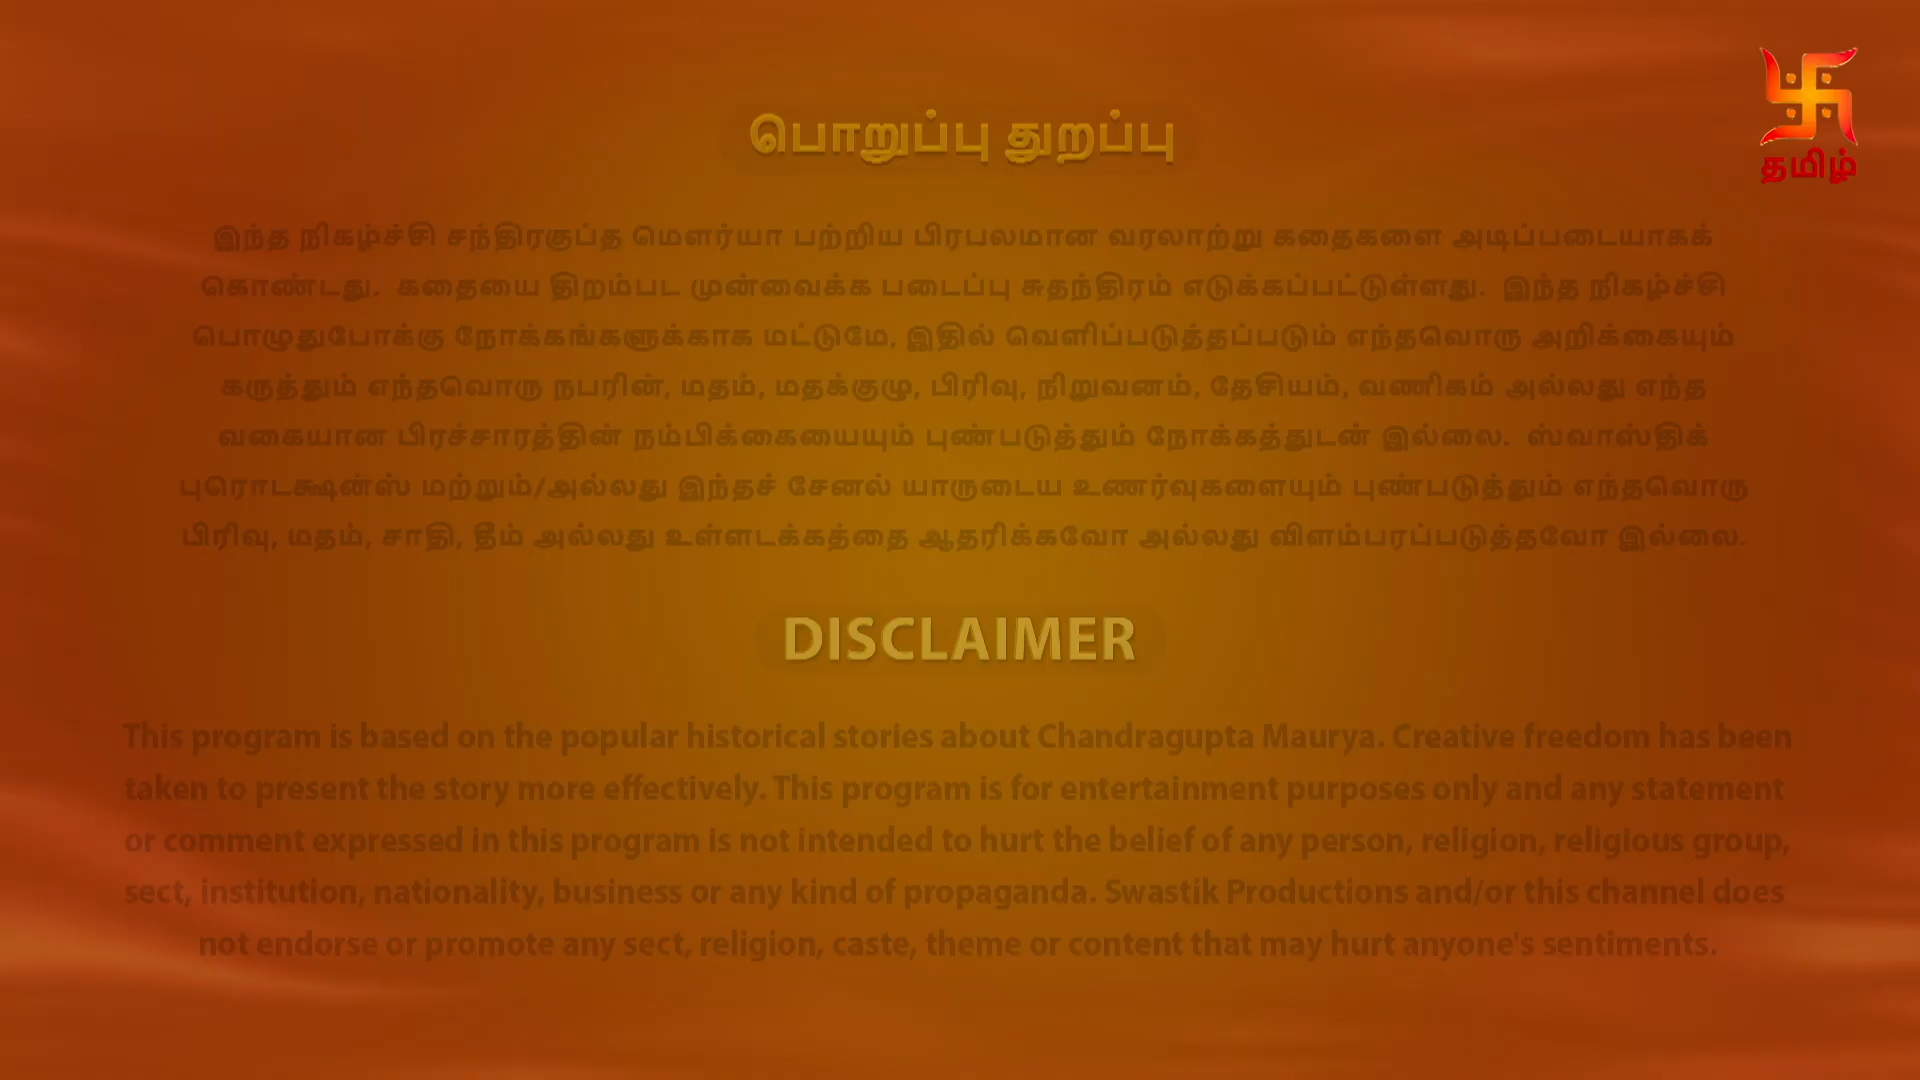 பொறுப்பு துறப்பு
தமிழ்
இந்த நிகழ்ச்சி சந்திரகுப்த மௌர்யா பற்றிய பிரபலமான வரலாற்று கதைகளை அடிப்படையாகக்
கொண்டது. கதையை திறம்பட முன்வைக்க படைப்பு சுதந்திரம் எடுக்கப்பட்டுள்ளது. இந்த நிகழ்ச்சி
பொழுதுபோக்கு நோக்கங்களுக்காக மட்டுமே, இதில் வெளிப்படுத்தப்படும் எந்தவொரு அறிக்கையும்
கருத்தும் எந்தவொரு நபரின், மதம், மதக்குழு, பிரிவு, நிறுவனம், தேசியம், வணிகம் அல்லது எந்த
வகையான பிரச்சாரத்தின் நம்பிக்கையையும் புண்படுத்தும் நோக்கத்துடன் இல்லை. ஸ்வாஸ்திக்
புரொடக்ஷன்ஸ் மற்றும்/அல்லது இந்தச் சேனல் யாருடைய உணர்வுகளையும் புண்படுத்தும் எந்தவொரு
பிரிவு, மதம், சாதி, தீம் அல்லது உள்ளடக்கத்தை ஆதரிக்கவோ அல்லது விளம்பரப்படுத்தவோ இல்லை.
DISCLAIMER
This program is based on the popular historical stories about Chandragupta Maurya. Creative freedom has been
taken to present the story more effectively. This program is for entertainment purposes only and any statement
or comment expressed in this program is not intended to hurt the belief of any person, religion, religious group,
sect, institution, nationality, business or any kind of propaganda. Swastik Productions and/or this channel does
not endorse or promote any sect, religion, caste, theme or content that may hurt anyone's sentiments.